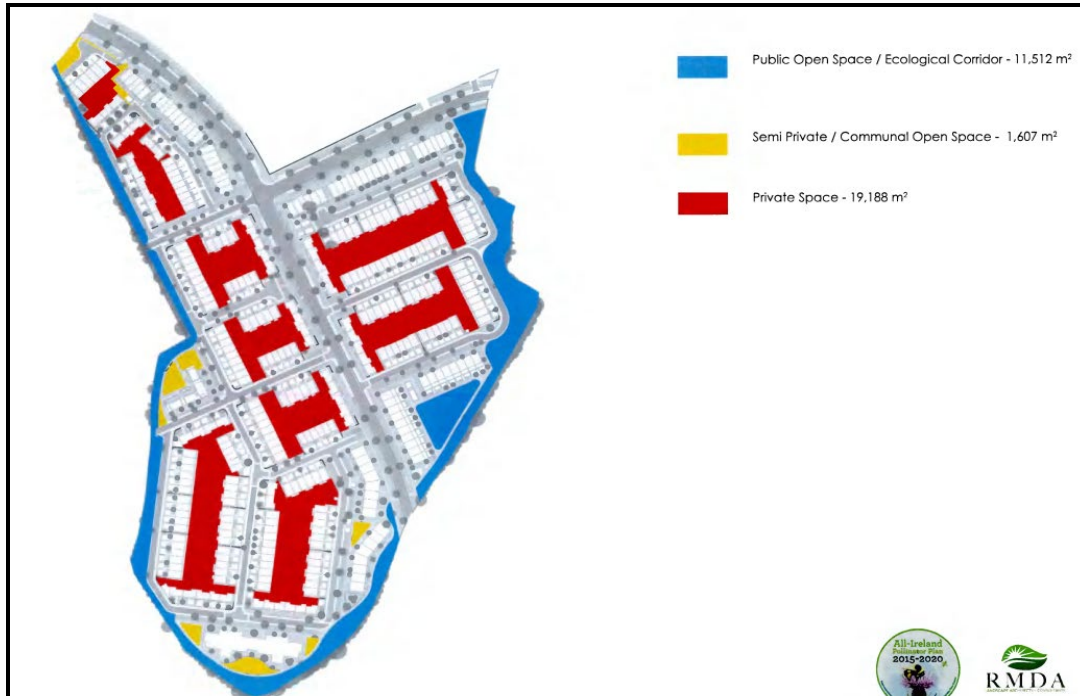 Public Open Space / Ecological Corridor - 11,512 m²
Semi Private / Communal Open Space - 1,607 m²
Private Space - 19,188 m²
All-Ireland
Pollinator Plan
2015-2020
RMDA